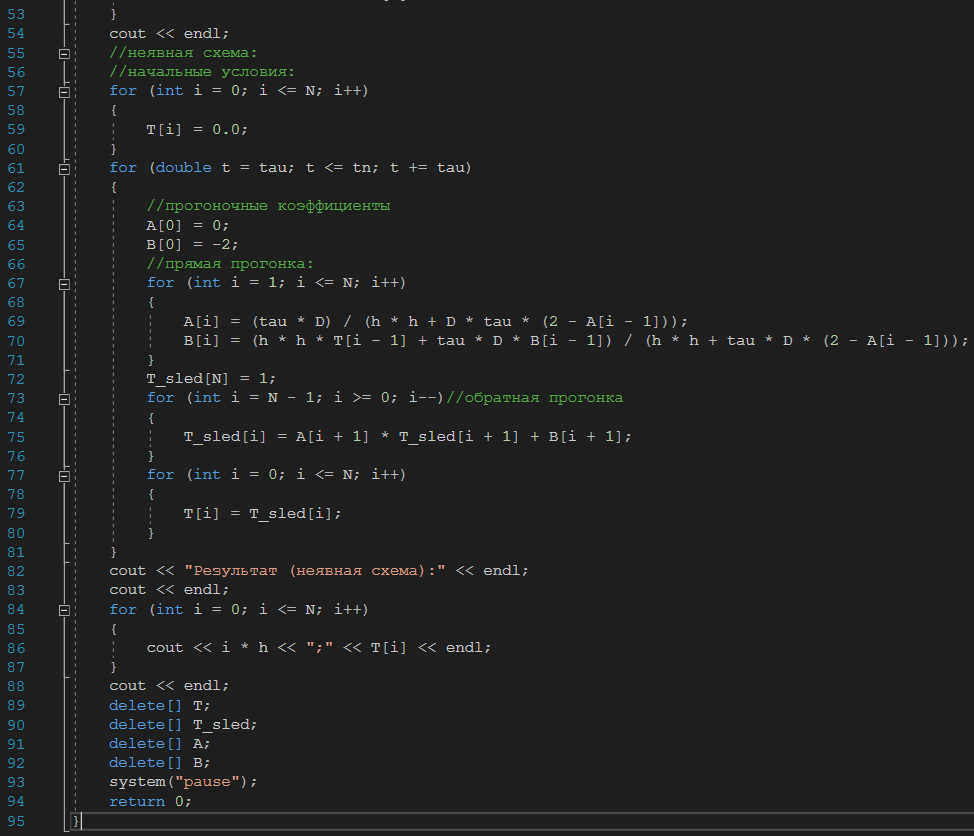 53 }
54 cout << endl;
55 //неявная схема:
56 //начальные условия:
57 for (int i = 0; i <= N; i++)
58 {
59 T[i] = 0.0;
60 }
61 for (double t = tau; t <= tn; t += tau)
62 {
63 //прогоночные коэффициенты
64 A[0] = 0;
65 B[0] = -2;
66 //прямая прогонка:
67 for (int i = 1; i <= N; i++)
68 {
69 A[i] = (tau * D) / (h * h + D * tau * (2 - A[i - 1]));
70 B[i] = (h * h * T[i - 1] + tau * D * B[i - 1]) / (h * h + tau * D * (2 - A[i - 1]));
71 }
72 T_sled[N] = 1;
73 for (int i = N - 1; i >= 0; i--)//обратная прогонка
74 {
75 T_sled[i] = A[i + 1] * T_sled[i + 1] + B[i + 1];
76 }
77 for (int i = 0; i <= N; i++)
78 {
79 T[i] = T_sled[i];
80 }
81 }
82 cout << "Результат (неявная схема):" << endl;
83 cout << endl;
84 for (int i = 0; i <= N; i++)
85 {
86 cout << i * h << ";" << T[i] << endl;
87 }
88 cout << endl;
89 delete[] T;
90 delete[] T_sled;
91 delete[] A;
92 delete[] B;
93 system("pause");
94 return 0;
95 }